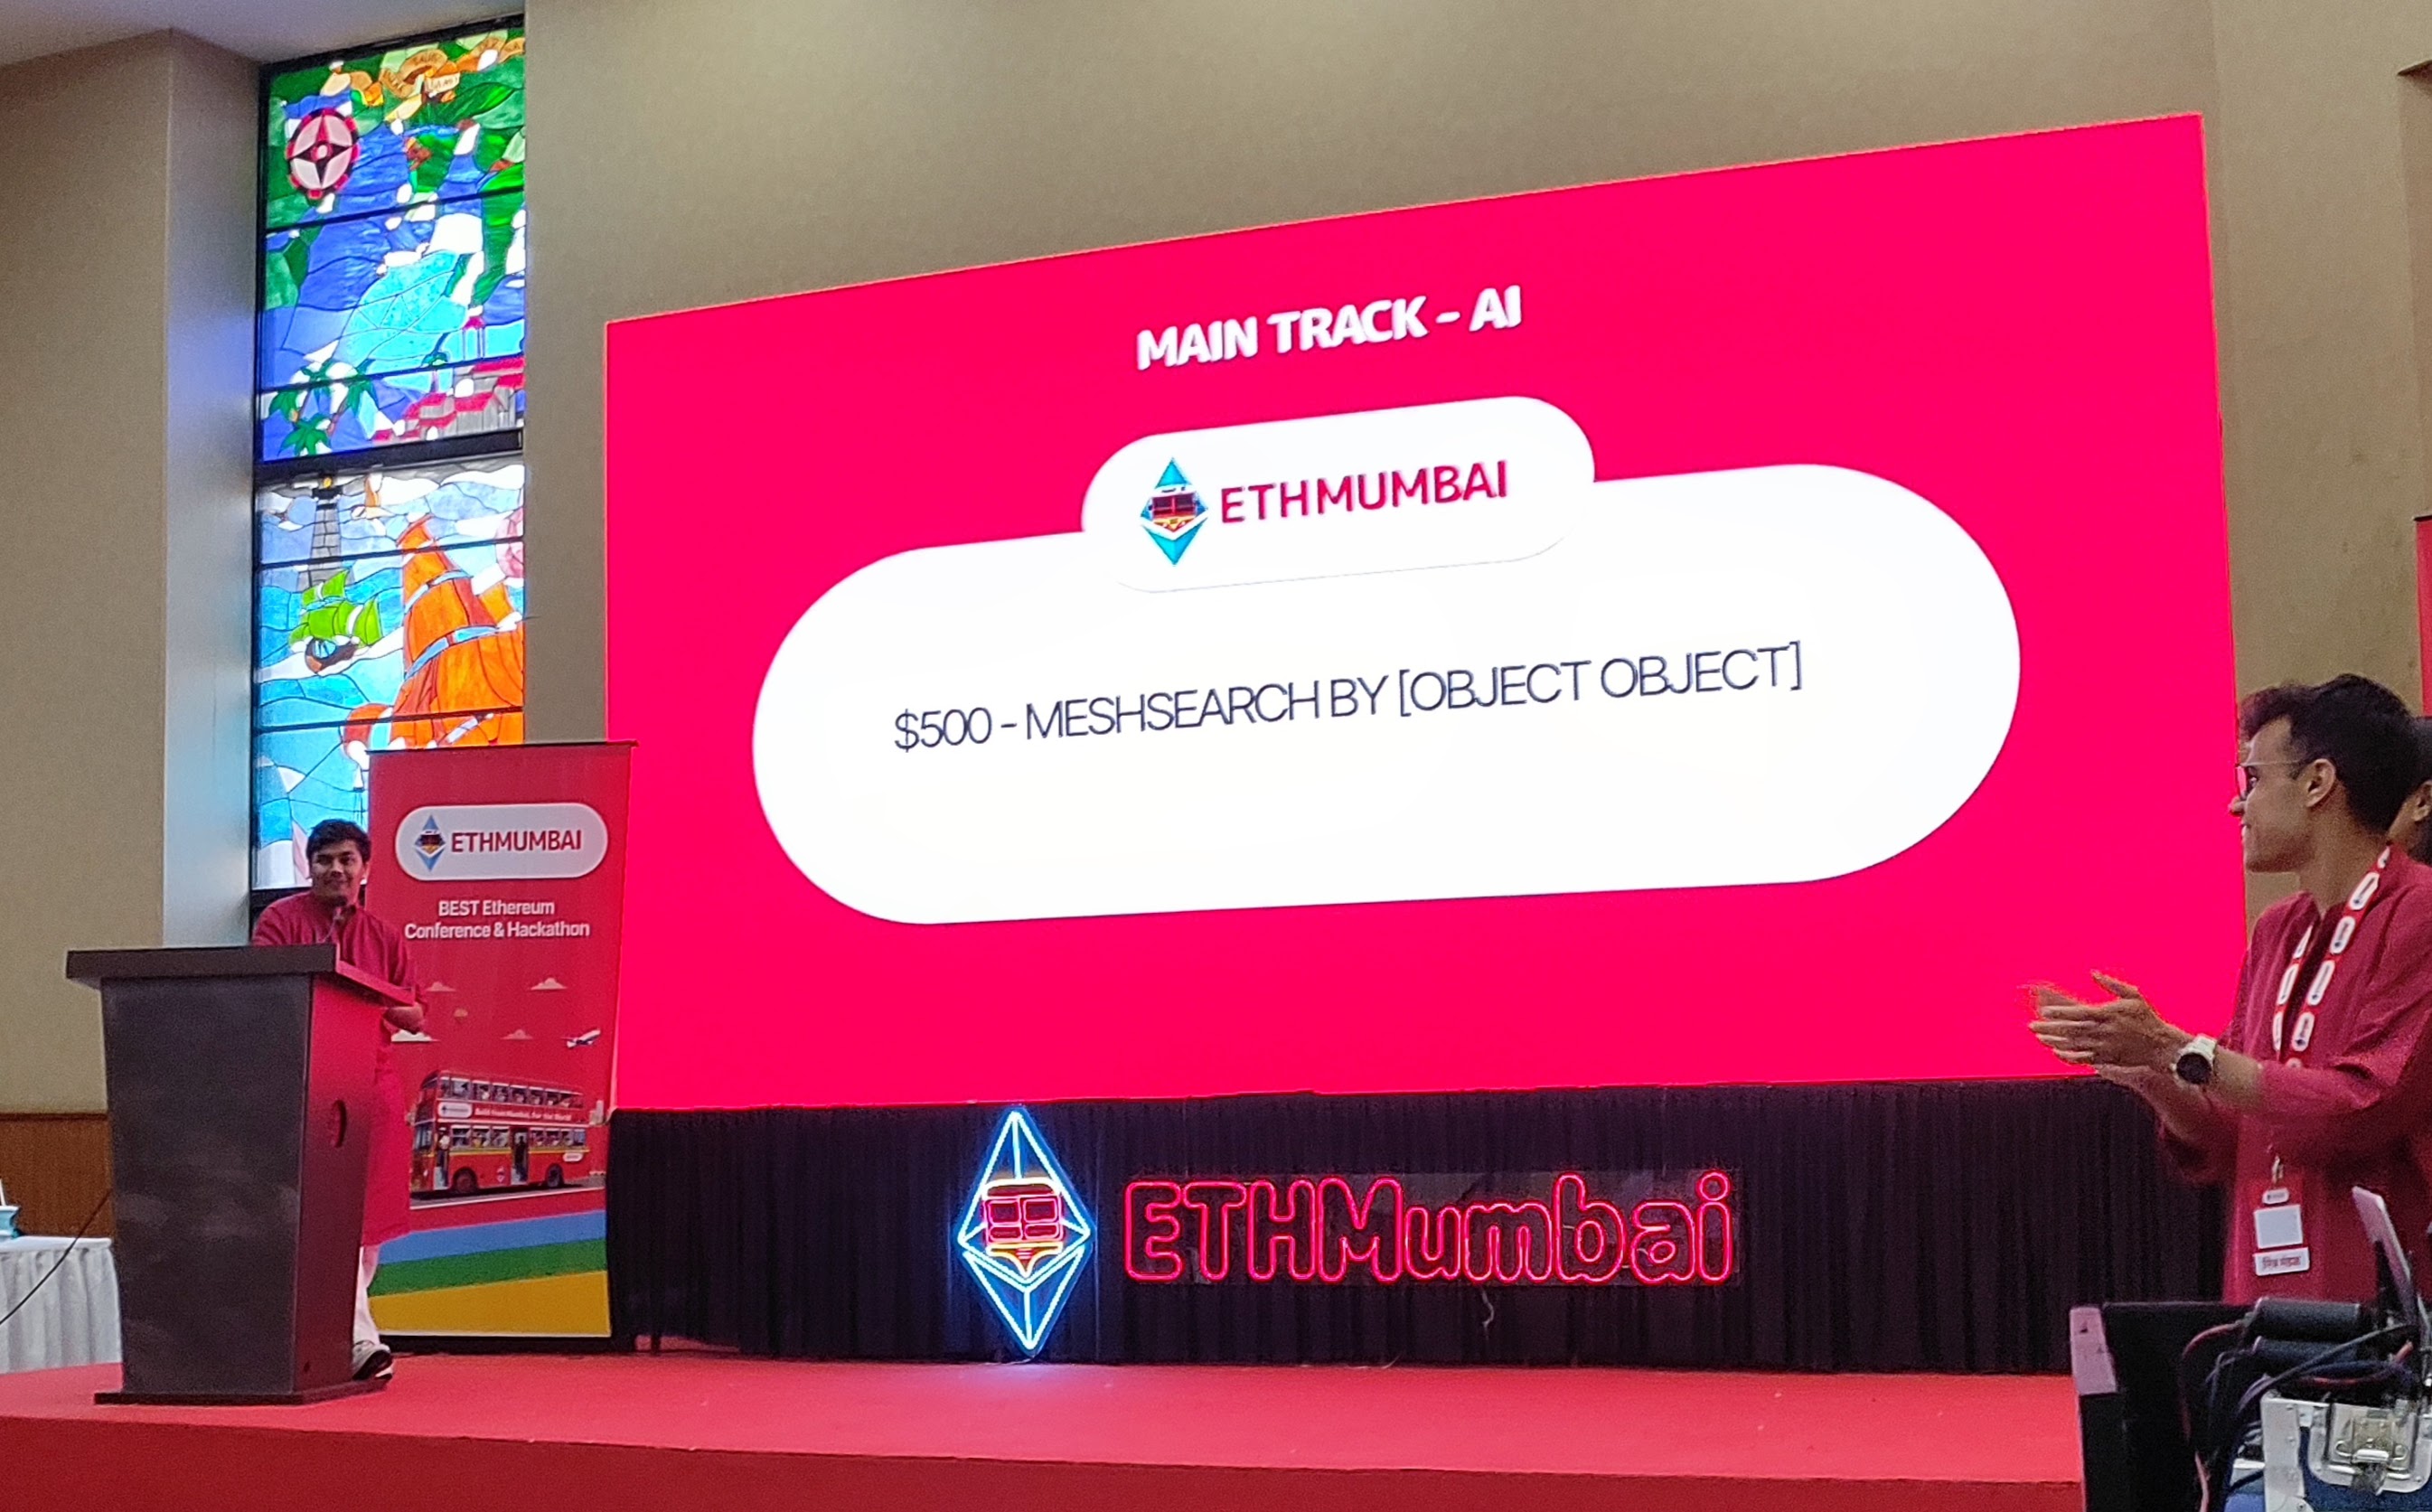 MAIN TRACK - AI
ETHMUMBAI
$500 - MESHSEARCH BY [OBJECT OBJECT]
ETHMUMBAI
BEST Ethereum
Conference & Hackathon
ETHMumbai